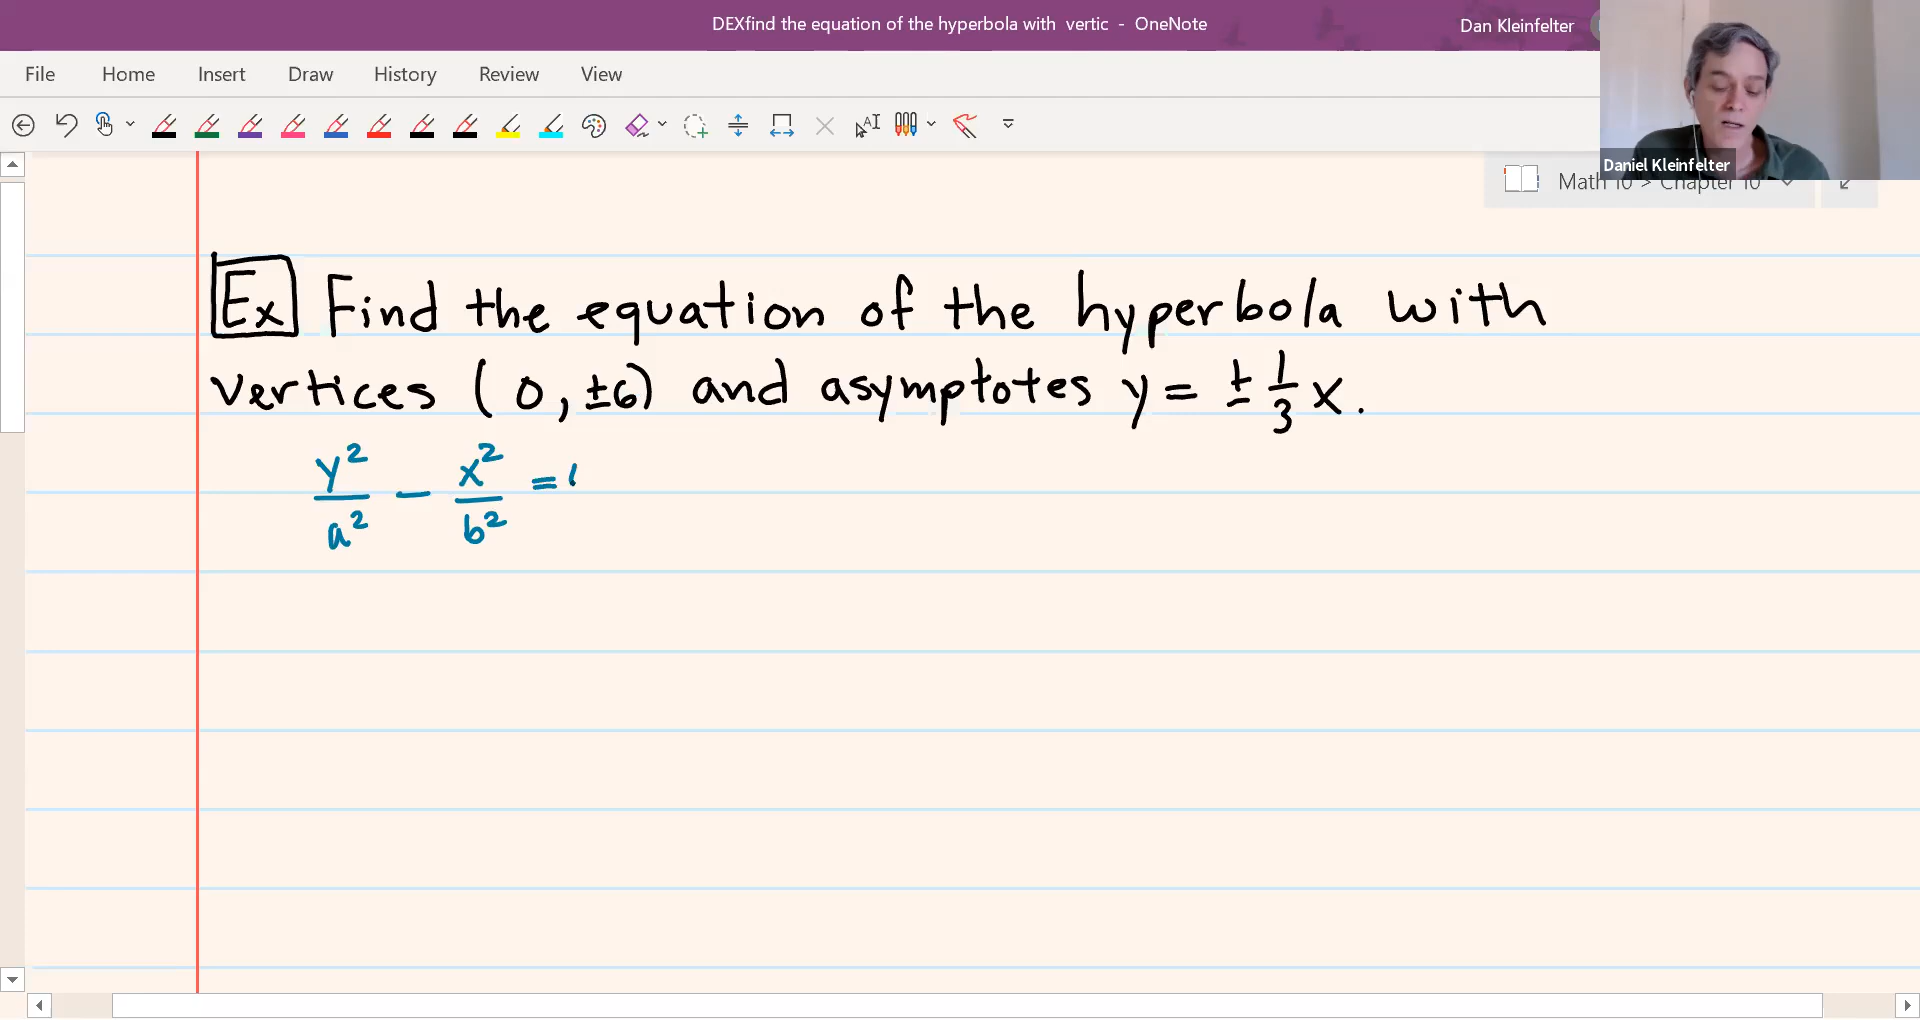 DEXfind the equation of the hyperbola with vertic - OneNote
Dan Kleinfelter
File Home Insert Draw History Review View
Daniel Kleinfelter
Math 10 > Chapter 10
Ex Find the equation of the hyperbola with
vertices (0, ±6) and asymptotes y = ± 1/3 x.
y²/a² - x²/b² = 1